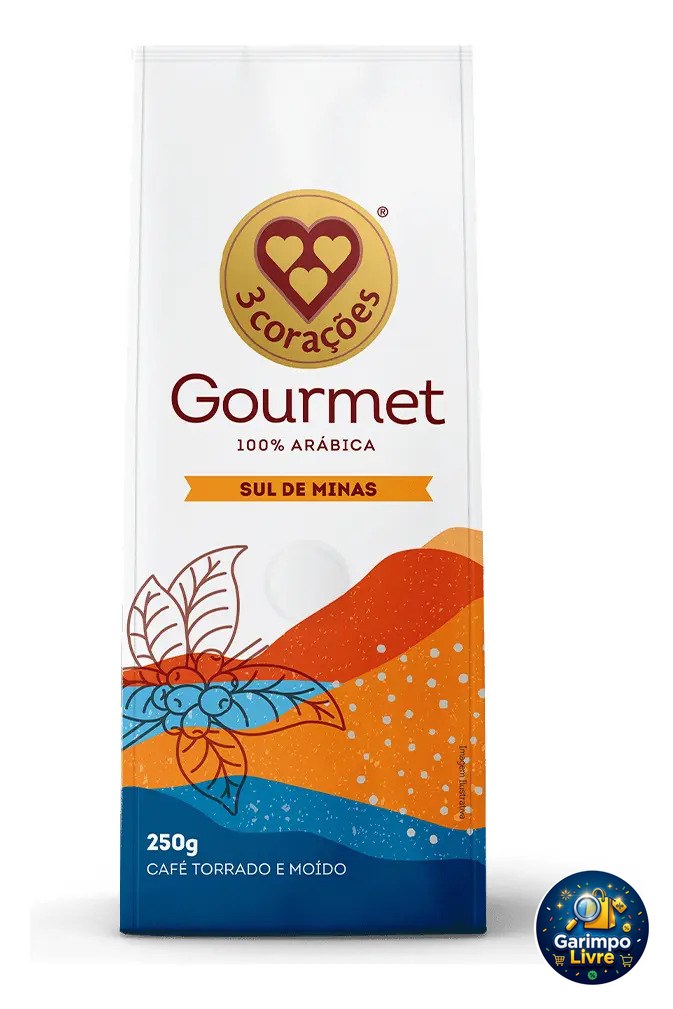 ®
3 corações
Gourmet
100% ARÁBICA
SUL DE MINAS
Imagem Ilustrativa
250g
CAFÉ TORRADO E MOÍDO
Garimpo
Livre